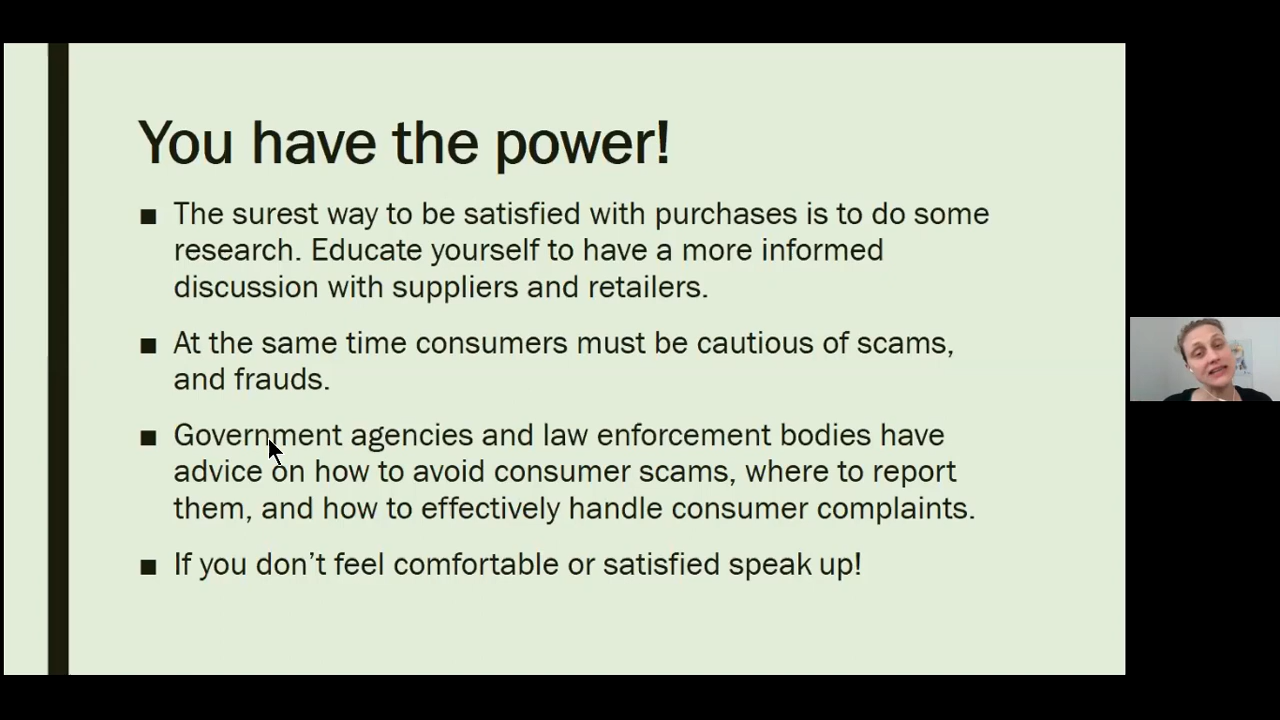 You have the power!
■ The surest way to be satisfied with purchases is to do some
research. Educate yourself to have a more informed
discussion with suppliers and retailers.
■ At the same time consumers must be cautious of scams,
and frauds.
■ Government agencies and law enforcement bodies have
advice on how to avoid consumer scams, where to report
them, and how to effectively handle consumer complaints.
■ If you don’t feel comfortable or satisfied speak up!